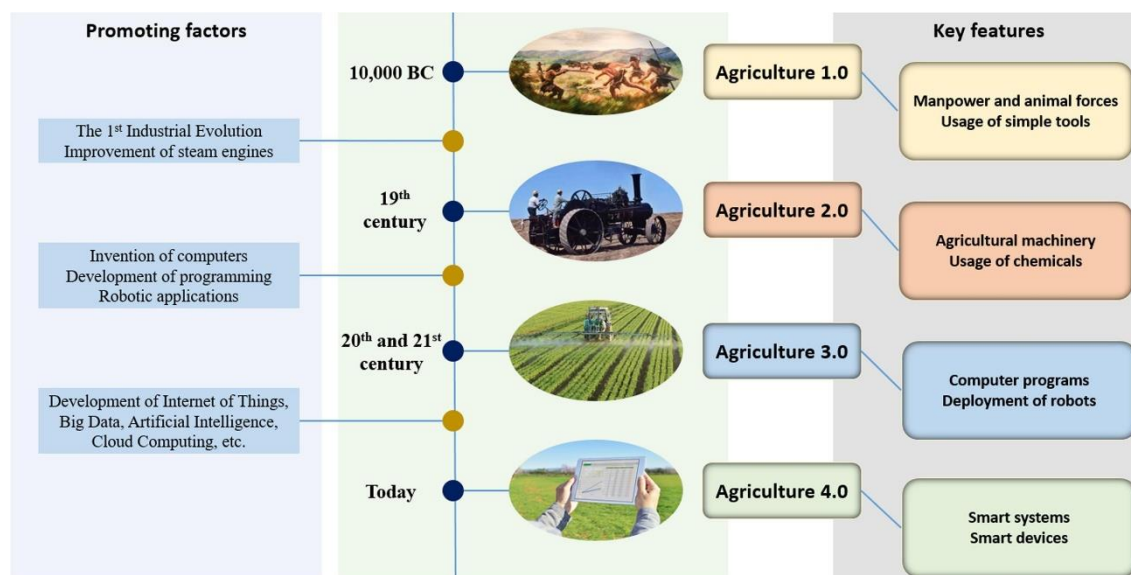 Promoting factors
Key features
10,000 BC
Agriculture 1.0
Manpower and animal forces
Usage of simple tools
The 1st Industrial Evolution
Improvement of steam engines
19th
century
Agriculture 2.0
Agricultural machinery
Usage of chemicals
Invention of computers
Development of programming
Robotic applications
20th and 21st
century
Agriculture 3.0
Computer programs
Deployment of robots
Development of Internet of Things,
Big Data, Artificial Intelligence,
Cloud Computing, etc.
Today
Agriculture 4.0
Smart systems
Smart devices